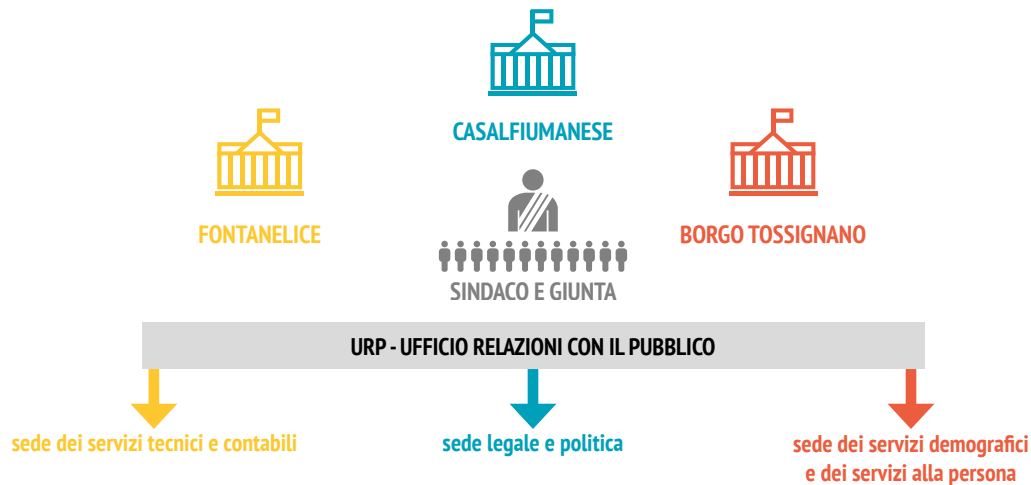 CASALFIUMANESE
FONTANELICE
BORGO TOSSIGNANO
SINDACO E GIUNTA
URP - UFFICIO RELAZIONI CON IL PUBBLICO
sede dei servizi tecnici e contabili
sede legale e politica
sede dei servizi demografici
e dei servizi alla persona